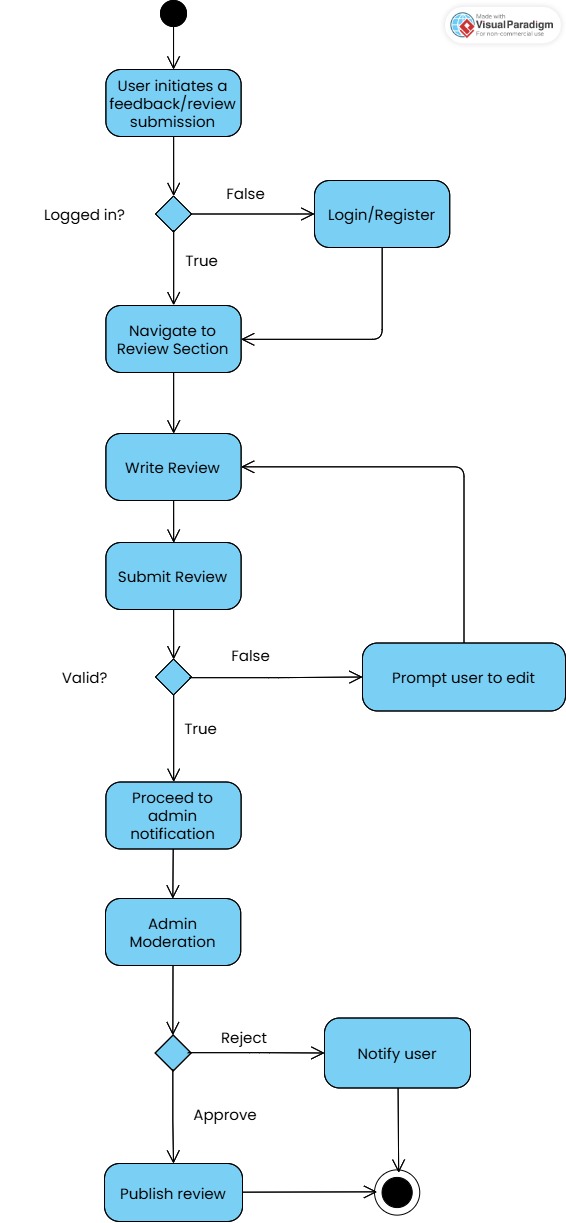 Made with
Visual Paradigm
For non-commercial use
User initiates a
feedback/review
submission
False
Logged in?
Login/Register
True
Navigate to
Review Section
Write Review
Submit Review
False
Valid?
Prompt user to edit
True
Proceed to
admin
notification
Admin
Moderation
Reject
Notify user
Approve
Publish review